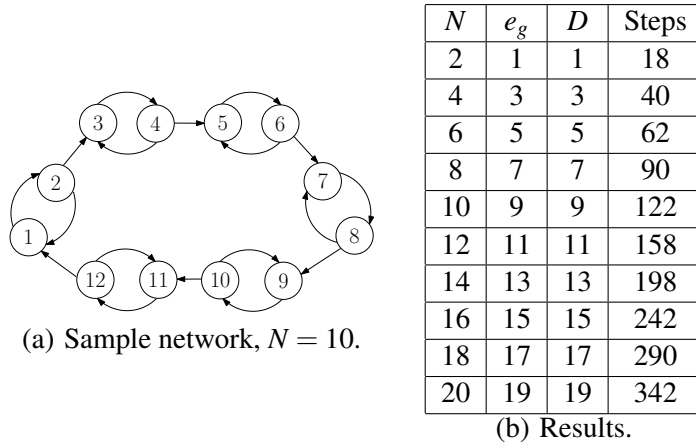 3 4 5 6
2 7
1 8
12 11 10 9
(a) Sample network, N = 10.
N e_g D Steps
2 1 1 18
4 3 3 40
6 5 5 62
8 7 7 90
10 9 9 122
12 11 11 158
14 13 13 198
16 15 15 242
18 17 17 290
20 19 19 342
(b) Results.